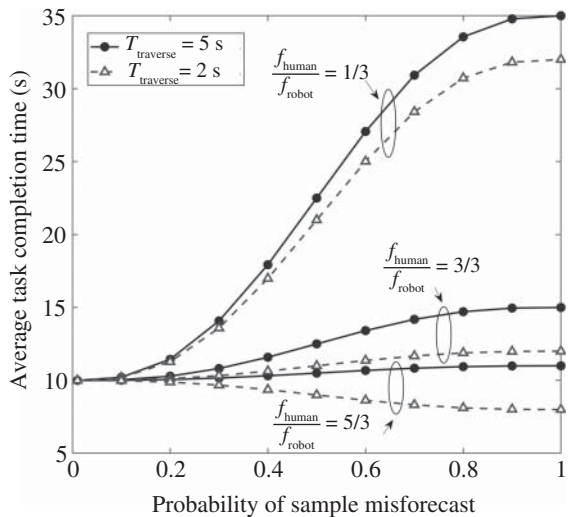 Average task completion time (s)
35
30
25
20
15
10
5
T_traverse = 5 s
T_traverse = 2 s
f_human/f_robot = 1/3
f_human/f_robot = 3/3
f_human/f_robot = 5/3
0 0.2 0.4 0.6 0.8 1
Probability of sample misforecast